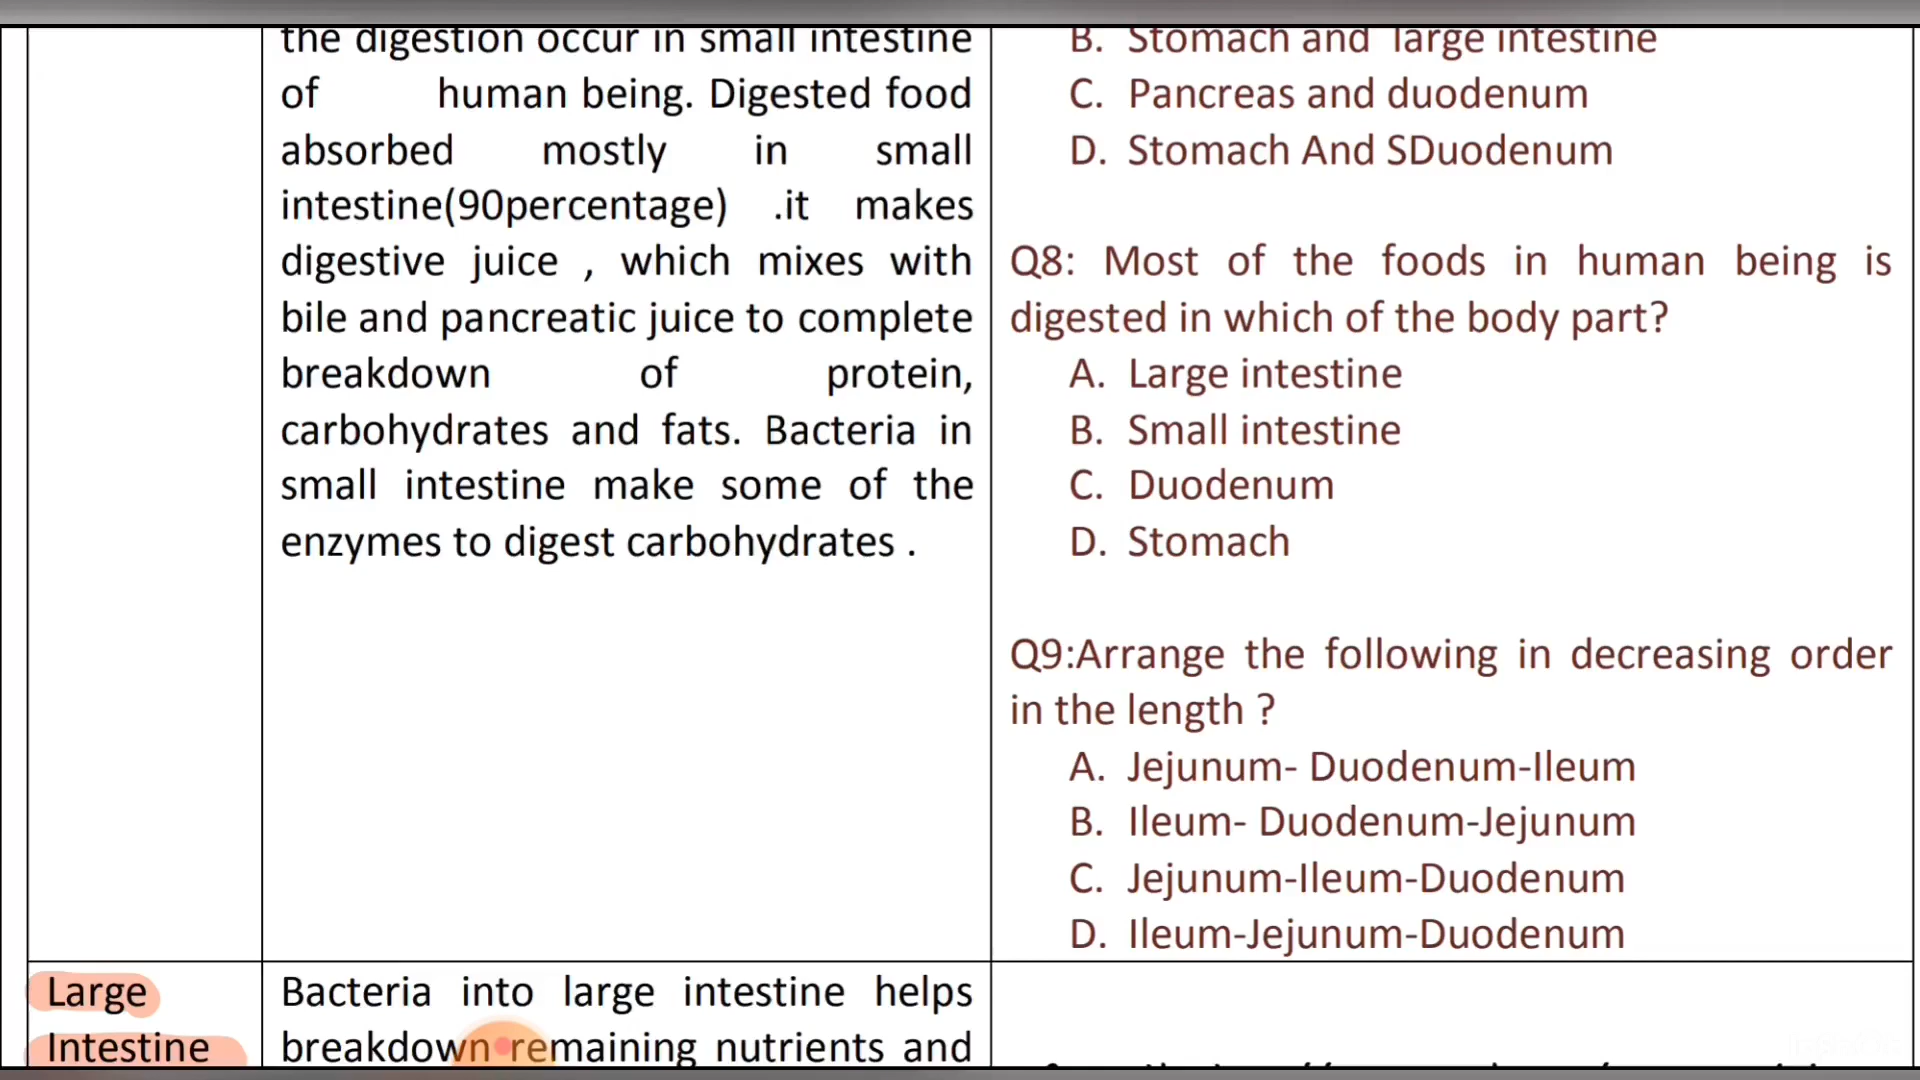 the digestion occur in small intestine
of human being. Digested food
absorbed mostly in small
intestine(90percentage) .it makes
digestive juice , which mixes with
bile and pancreatic juice to complete
breakdown of protein,
carbohydrates and fats. Bacteria in
small intestine make some of the
enzymes to digest carbohydrates .
B. Stomach and large intestine
C. Pancreas and duodenum
D. Stomach And SDuodenum
Q8: Most of the foods in human being is
digested in which of the body part?
A. Large intestine
B. Small intestine
C. Duodenum
D. Stomach
Q9:Arrange the following in decreasing order
in the length ?
A. Jejunum- Duodenum-Ileum
B. Ileum- Duodenum-Jejunum
C. Jejunum-Ileum-Duodenum
D. Ileum-Jejunum-Duodenum
Large
Intestine
Bacteria into large intestine helps
breakdown remaining nutrients and